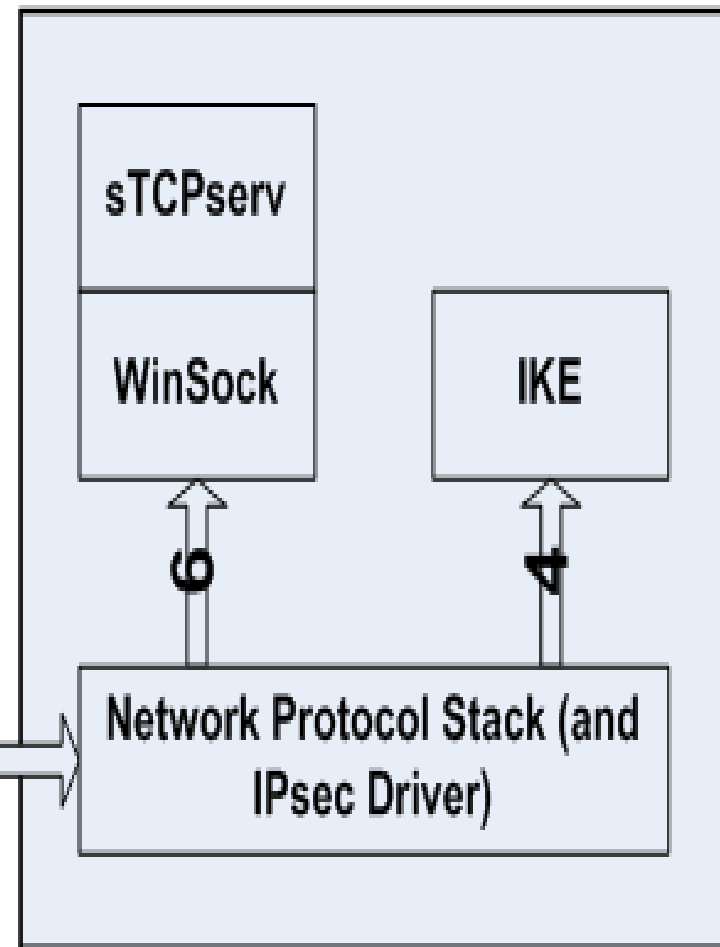 sTCPserv
WinSock
IKE
6
4
Network Protocol Stack (and
IPsec Driver)